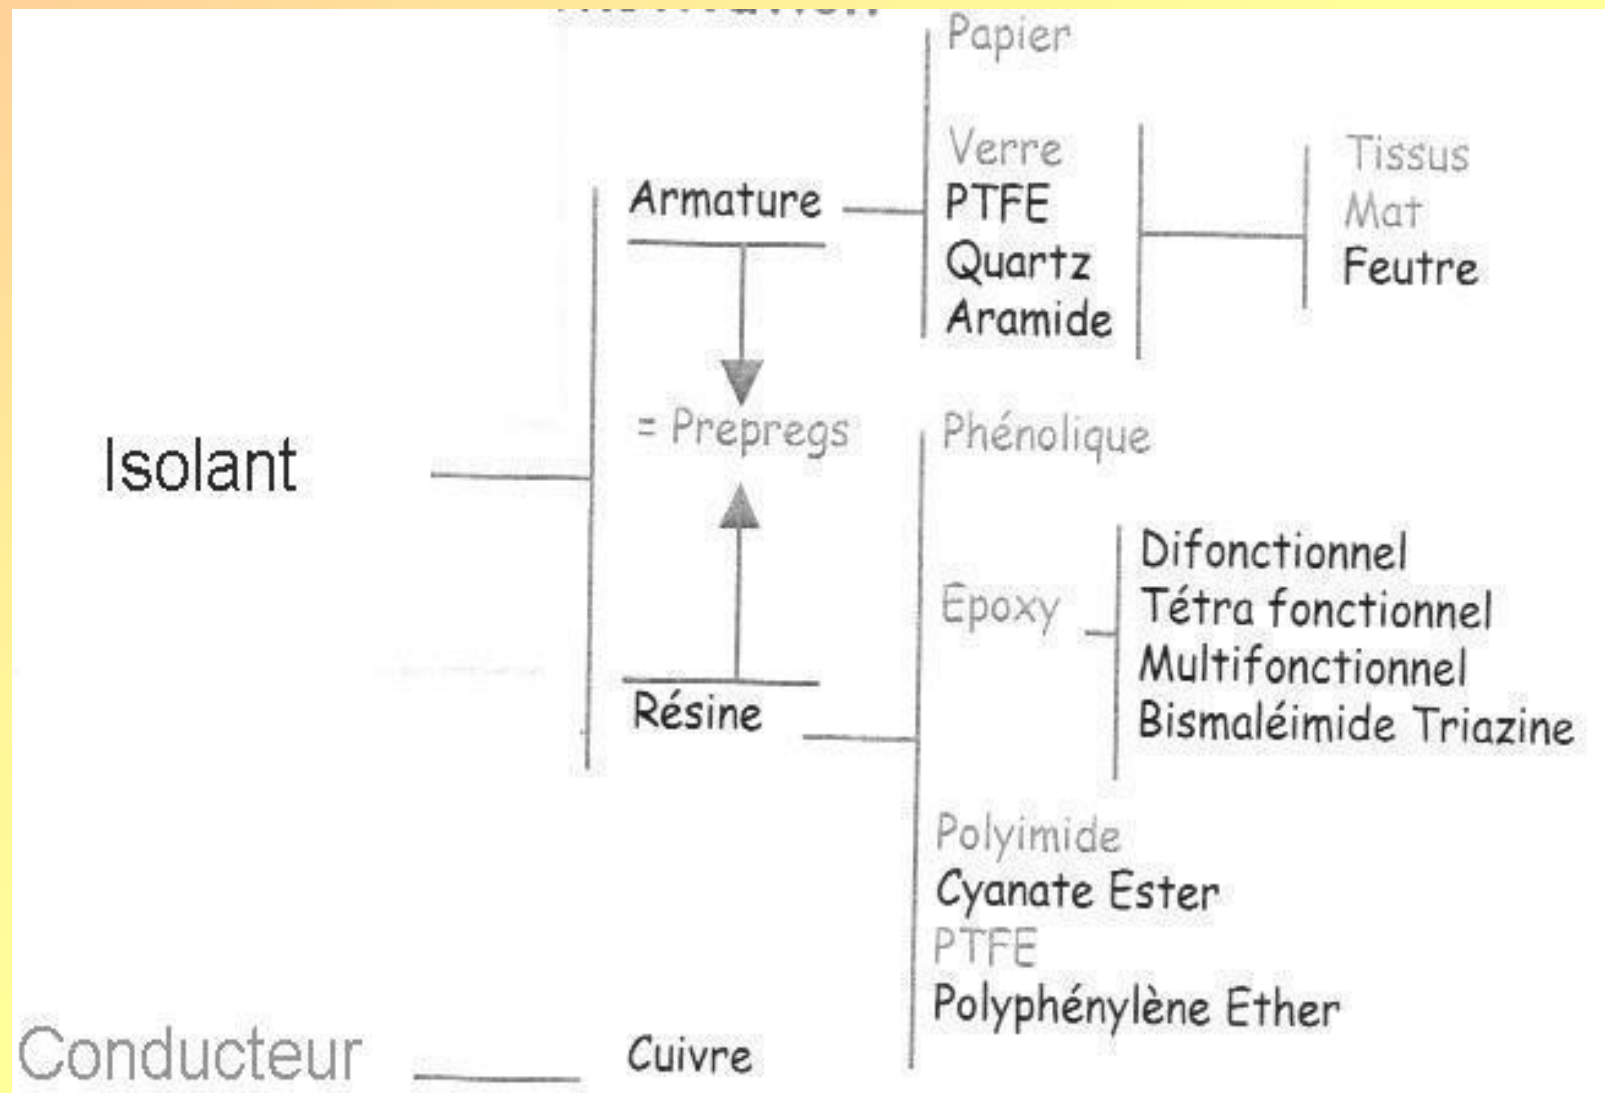 Papier
Verre
PTFE
Quartz
Aramide
Tissus
Mat
Feutre
Armature
= Prepregs
Isolant
Résine
Phénolique
Epoxy
Difonctionnel
Tétra fonctionnel
Multifonctionnel
Bismaléimide Triazine
Polyimide
Cyanate Ester
PTFE
Polyphénylène Ether
Conducteur
Cuivre